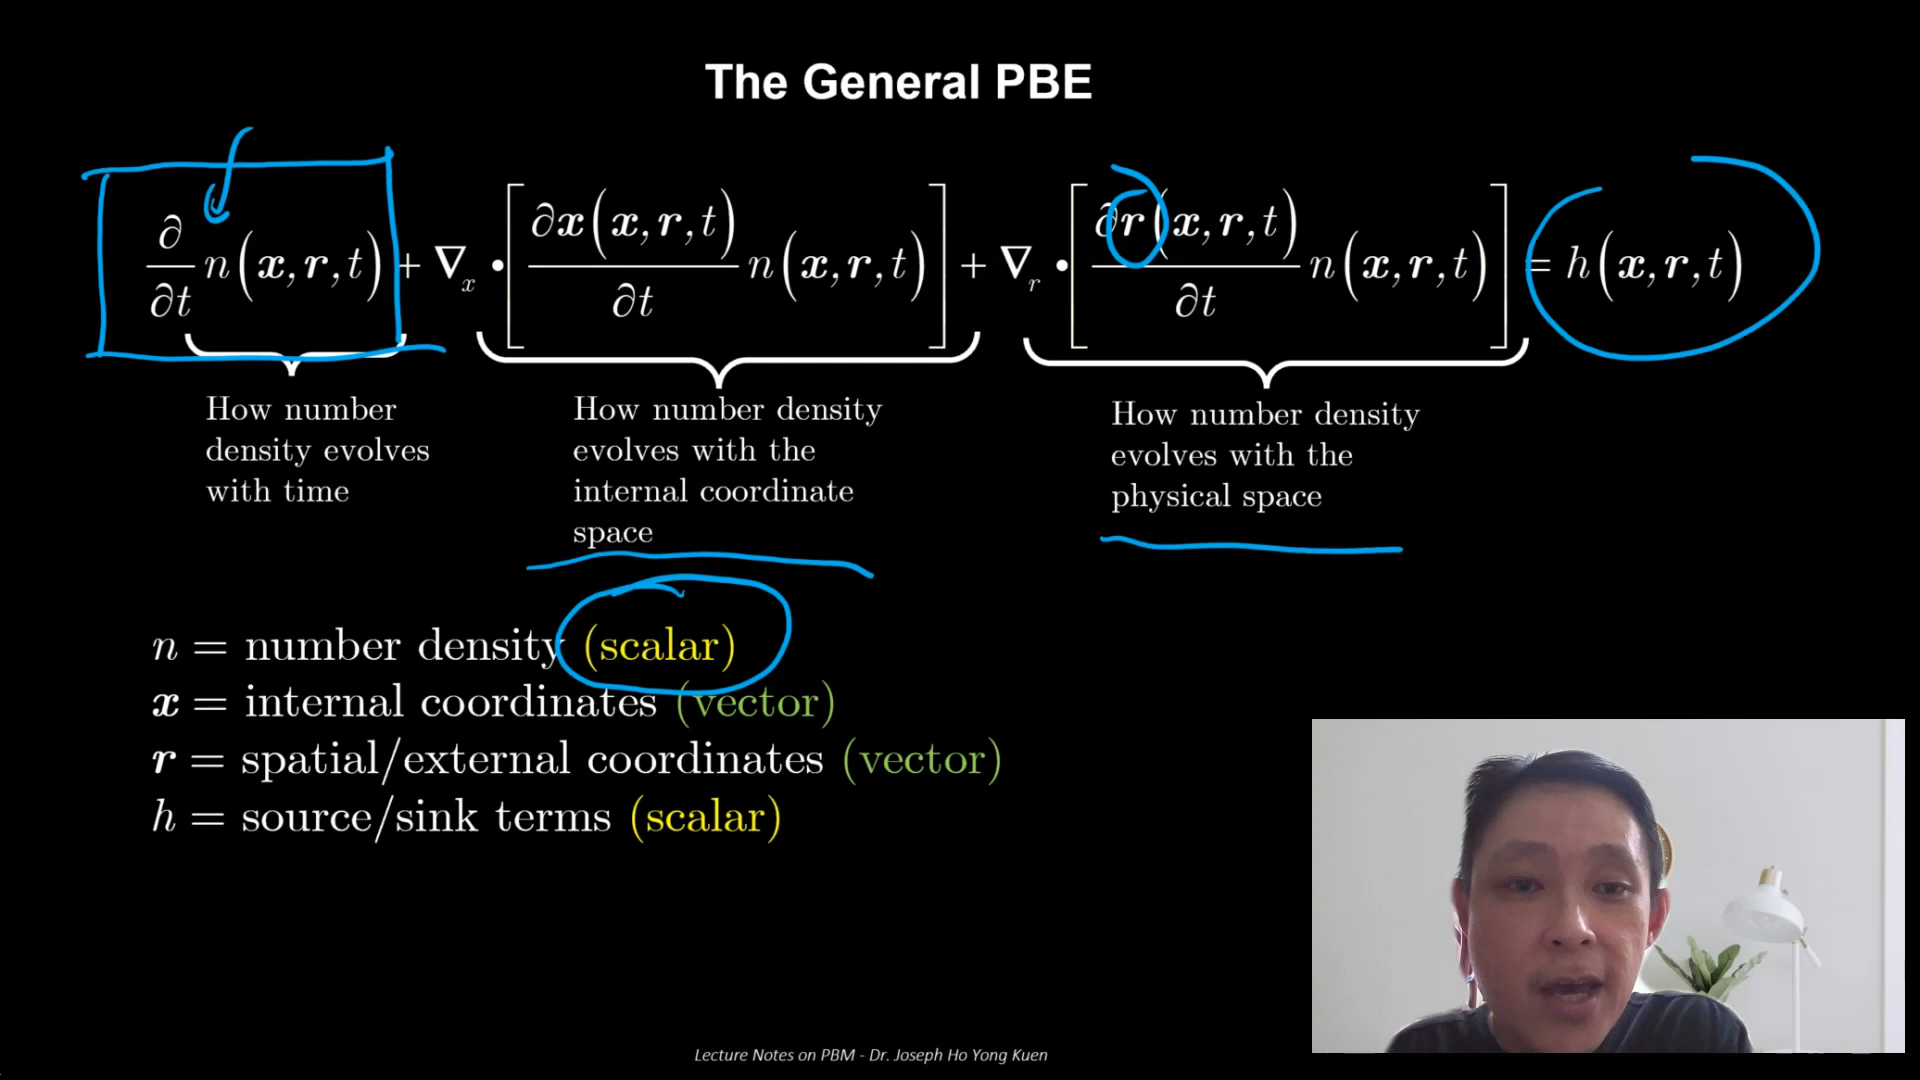 The General PBE
∂/∂t n(x,r,t) + ∇x • [∂x(x,r,t)/∂t n(x,r,t)] + ∇r • [∂r(x,r,t)/∂t n(x,r,t)] = h(x,r,t)
How number
density evolves
with time
How number density
evolves with the
internal coordinate
space
How number density
evolves with the
physical space
n = number density (scalar)
x = internal coordinates (vector)
r = spatial/external coordinates (vector)
h = source/sink terms (scalar)
Lecture Notes on PBM - Dr. Joseph Ho Yong Kuen